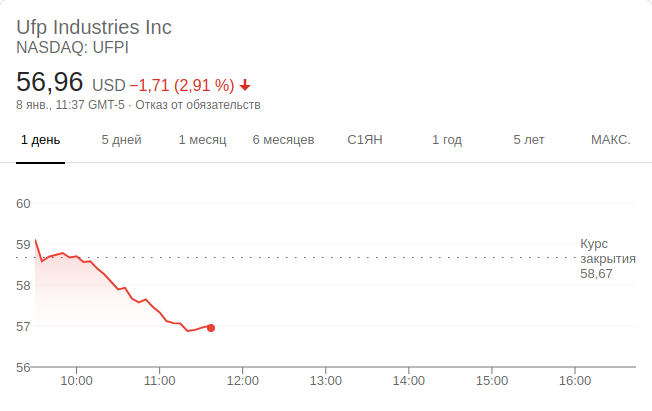 Ufp Industries Inc
NASDAQ: UFPI
56,96 USD −1,71 (2,91 %)
8 янв., 11:37 GMT-5 · Отказ от обязательств
1 день 5 дней 1 месяц 6 месяцев С1ЯН 1 год 5 лет МАКС.
60
59
58
57
56
Курс
закрытия
58,67
10:00 11:00 12:00 13:00 14:00 15:00 16:00